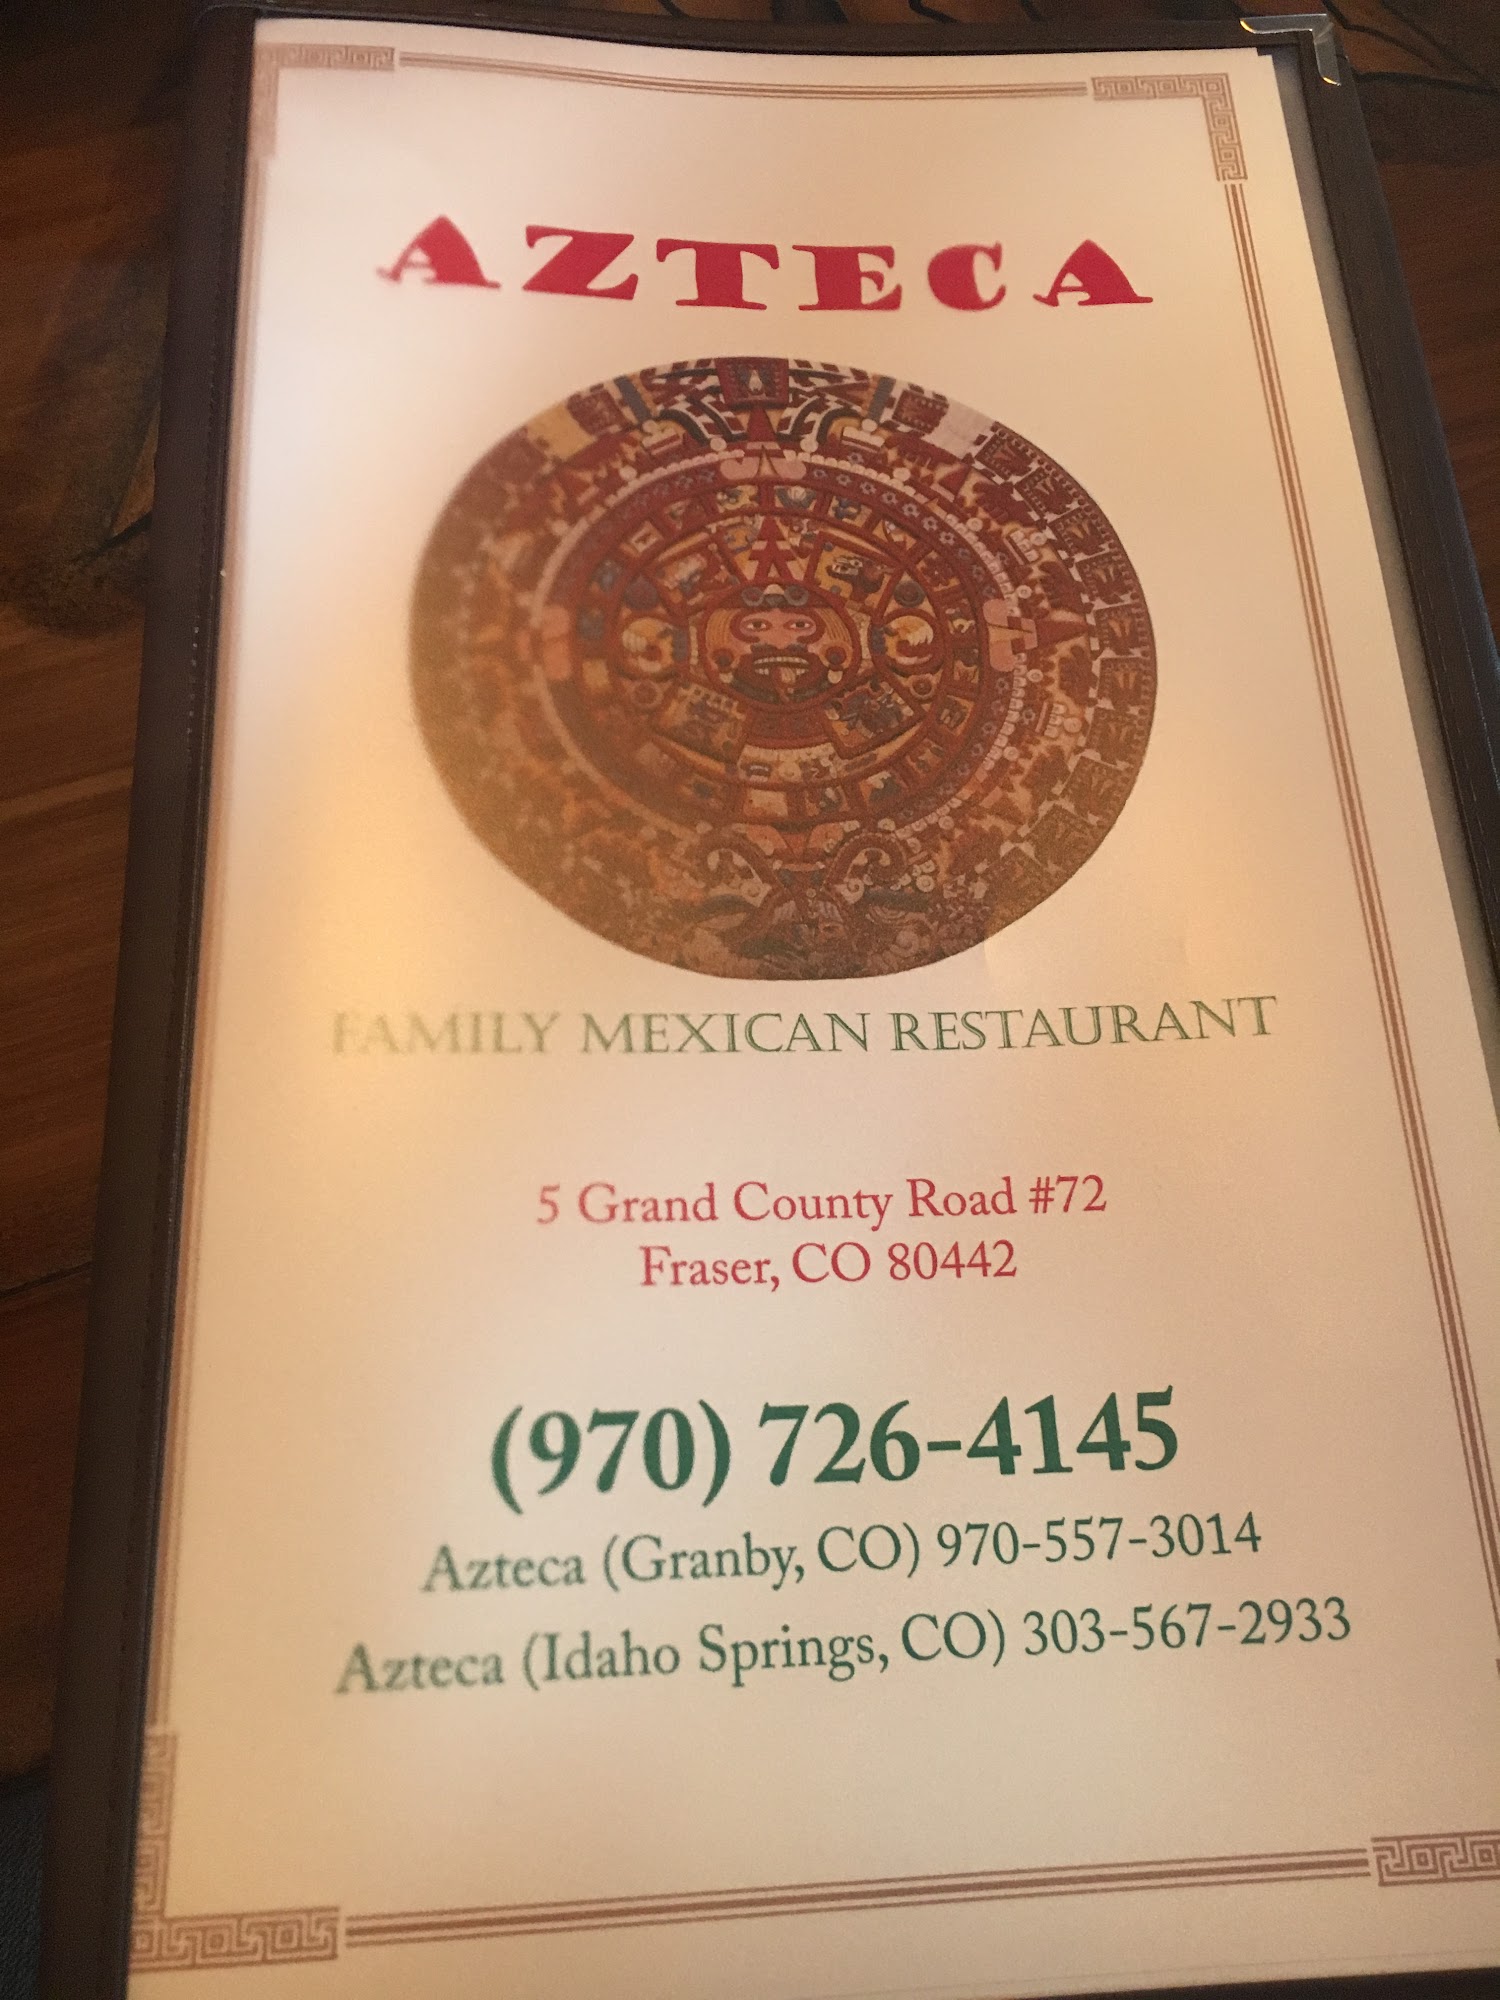 AZTECA
FAMILY MEXICAN RESTAURANT
5 Grand County Road #72
Fraser, CO 80442
(970) 726-4145
Azteca (Granby, CO) 970-557-3014
Azteca (Idaho Springs, CO) 303-567-2933